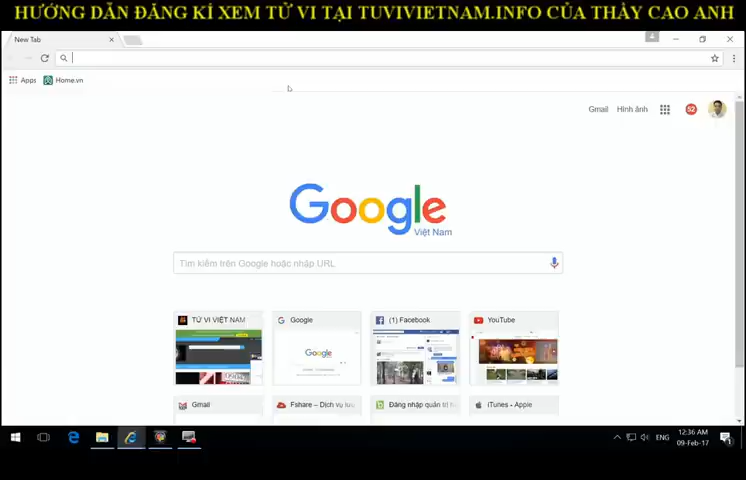 HƯỚNG DẪN ĐĂNG KÍ XEM TỬ VI TẠI TUVIVIETNAM.INFO CỦA THẦY CAO ANH
New Tab
Apps Home.vn
Gmail Hình ảnh 52
Google
Việt Nam
Tìm kiếm trên Google hoặc nhập URL
TỬ VI VIỆT NAM Google (1) Facebook YouTube
Google
Gmail Fshare – Dịch vụ lưu Đăng nhập quản trị iTunes - Apple
ENG 12:36 AM
09-Feb-17